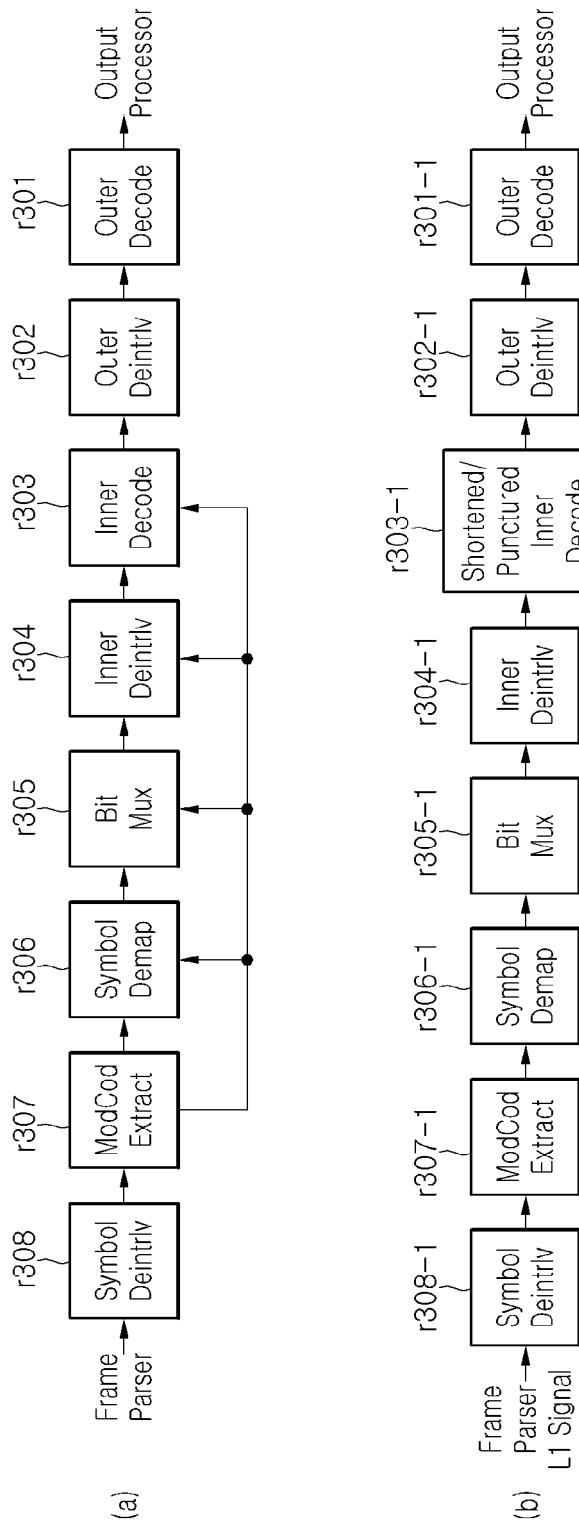 (a)
Frame
Parser
r308
Symbol
Deintrlv
r307
ModCod
Extract
r306
Symbol
Demap
r305
Bit
Mux
r304
Inner
Deintrlv
r303
Inner
Decode
r302
Outer
Deintrlv
r301
Outer
Decode
Output
Processor
(b)
Frame
Parser
L1 Signal
r308-1
Symbol
Deintrlv
r307-1
ModCod
Extract
r306-1
Symbol
Demap
r305-1
Bit
Mux
r304-1
Inner
Deintrlv
r303-1
Shortened/
Punctured
Inner
Decode
r302-1
Outer
Deintrlv
r301-1
Outer
Decode
Output
Processor